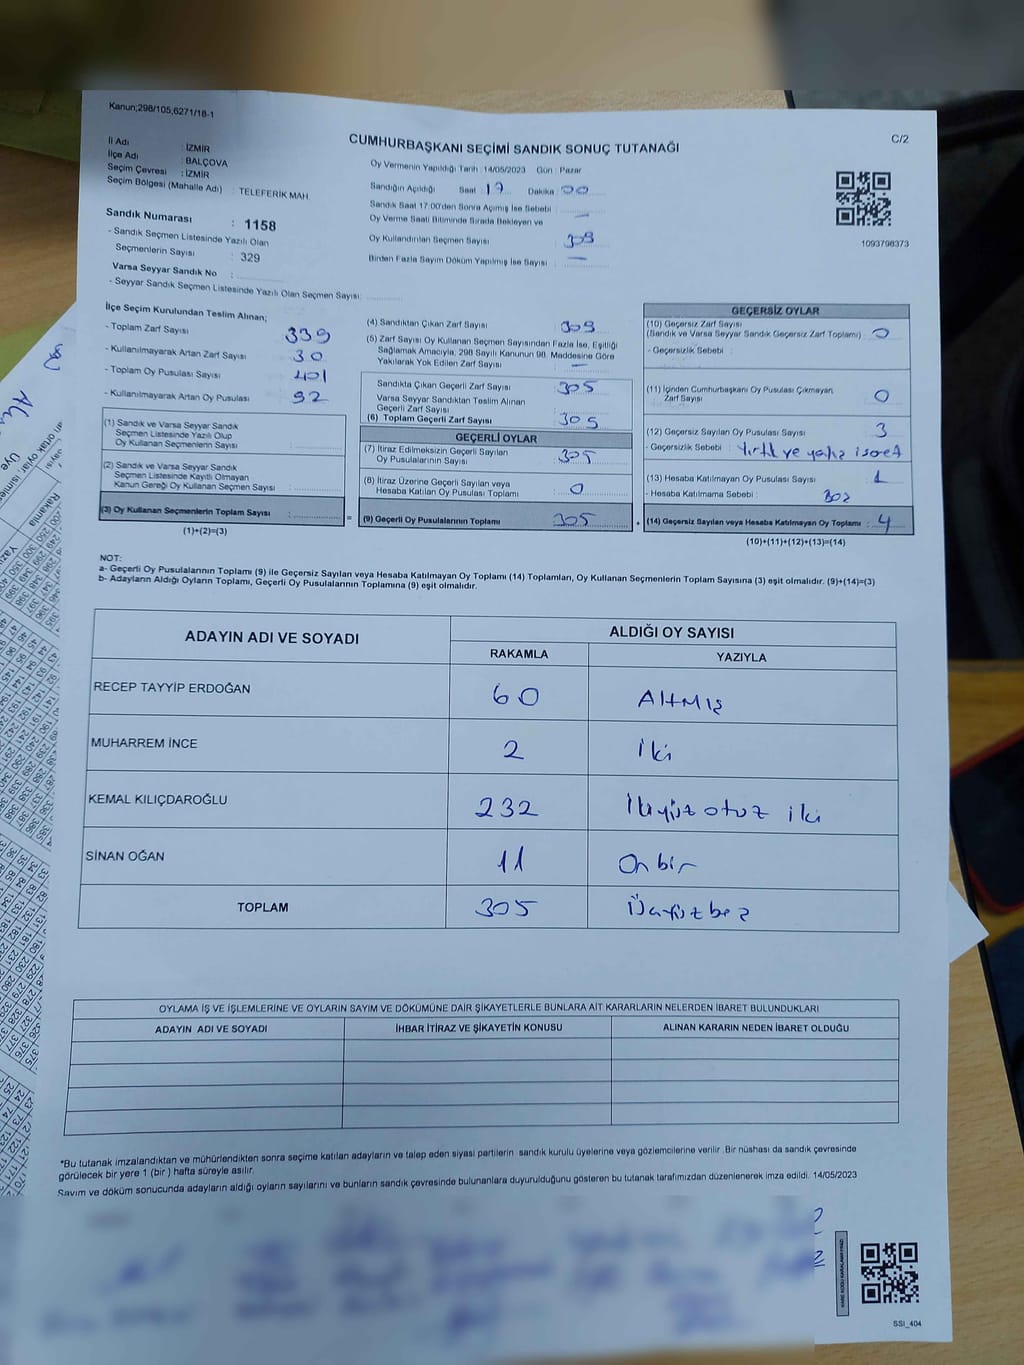 Kanun;298/105;6271/18-1
C/2
CUMHURBAŞKANI SEÇİMİ SANDIK SONUÇ TUTANAĞI
İl Adı : İZMİR
İlçe Adı : BALÇOVA
Seçim Çevresi : İZMİR
Seçim Bölgesi (Mahalle Adı) : TELEFERİK MAH.
Sandık Numarası : 1158
- Sandık Seçmen Listesinde Yazılı Olan
Seçmenlerin Sayısı : 329
Varsa Seyyar Sandık No :
- Seyyar Sandık Seçmen Listesinde Yazılı Olan Seçmen Sayısı:
Oy Vermenin Yapıldığı Tarih :14/05/2023 Gün : Pazar
Sandığın Açıldığı Saat 17 Dakika 00
Sandık Saat 17:00'den Sonra Açımış İse Sebebi :
Oy Verme Saati Bitiminde Sırada Bekleyen ve —
Oy Kullandırılan Seçmen Sayısı 309
Birden Fazla Sayım Döküm Yapılmış İse Sayısı : —
1093798373
İlçe Seçim Kurulundan Teslim Alınan;
- Toplam Zarf Sayısı 339
- Kullanılmayarak Artan Zarf Sayısı : 30
- Toplam Oy Pusulası Sayısı 401
- Kullanılmayarak Artan Oy Pusulası : 92
(1) Sandık ve Varsa Seyyar Sandık
Seçmen Listesinde Yazılı Olup
Oy Kullanan Seçmenlerin Sayısı :
(2) Sandık ve Varsa Seyyar Sandık
Seçmen Listesinde Kayıtlı Olmayan
Kanun Gereği Oy Kullanan Seçmen Sayısı :
(3) Oy Kullanan Seçmenlerin Toplam Sayısı :
(1)+(2)=(3)
(4) Sandıktan Çıkan Zarf Sayısı : 309
(5) Zarf Sayısı Oy Kullanan Seçmen Sayısından Fazla İse, Eşitliği
Sağlamak Amacıyla, 298 Sayılı Kanunun 98. Maddesine Göre
Yakılarak Yok Edilen Zarf Sayısı : —
Sandıkta Çıkan Geçerli Zarf Sayısı : 305
Varsa Seyyar Sandıktan Teslim Alınan
Geçerli Zarf Sayısı :
(6) Toplam Geçerli Zarf Sayısı : 305
GEÇERLİ OYLAR
(7) İtiraz Edilmeksizin Geçerli Sayılan
Oy Pusulalarının Sayısı : 305
(8) İtiraz Üzerine Geçerli Sayılan veya
Hesaba Katılan Oy Pusulası Toplamı : 0
= (9) Geçerli Oy Pusulalarının Toplamı : 305 +
GEÇERSİZ OYLAR
(10) Geçersiz Zarf Sayısı
(Sandık ve Varsa Seyyar Sandık Geçersiz Zarf Toplamı) : 0
- Geçersizlik Sebebi :
(11) İçinden Cumhurbaşkanı Oy Pusulası Çıkmayan
Zarf Sayısı : 0
(12) Geçersiz Sayılan Oy Pusulası Sayısı : 3
- Geçersizlik Sebebi : Yırtık ve yanlış işaret
(13) Hesaba Katılmayan Oy Pusulası Sayısı : 1
- Hesaba Katılmama Sebebi :
(14) Geçersiz Sayılan veya Hesaba Katılmayan Oy Toplamı : 4
(10)+(11)+(12)+(13)=(14)
NOT:
a- Geçerli Oy Pusulalarının Toplamı (9) ile Geçersiz Sayılan veya Hesaba Katılmayan Oy Toplamı (14) Toplamları, Oy Kullanan Seçmenlerin Toplam Sayısına (3) eşit olmalıdır. (9)+(14)=(3)
b- Adayların Aldığı Oyların Toplamı, Geçerli Oy Pusulalarının Toplamına (9) eşit olmalıdır.
ADAYIN ADI VE SOYADI
ALDIĞI OY SAYISI
RAKAMLA YAZIYLA
RECEP TAYYİP ERDOĞAN 60 Altmış
MUHARREM İNCE 2 iki
KEMAL KILIÇDAROĞLU 232 İkiyüz otuz iki
SİNAN OĞAN 11 On bir
TOPLAM 305 Üçyüzbeş
OYLAMA İŞ VE İŞLEMLERİNE VE OYLARIN SAYIM VE DÖKÜMÜNE DAİR ŞİKAYETLERLE BUNLARA AİT KARARLARIN NELERDEN İBARET BULUNDUKLARI
ADAYIN ADI VE SOYADI İHBAR İTİRAZ VE ŞİKAYETİN KONUSU ALINAN KARARIN NEDEN İBARET OLDUĞU
*Bu tutanak imzalandıktan ve mühürlendikten sonra seçime katılan adayların ve talep eden siyasi partilerin sandık kurulu üyelerine veya gözlemcilerine verilir. Bir nüshası da sandık çevresinde
görülecek bir yere 1 (bir) hafta süreyle asılır.
Sayım ve döküm sonucunda adayların aldığı oyların sayılarını ve bunların sandık çevresinde bulunanlara duyurulduğunu gösteren bu tutanak tarafımızdan düzenlenerek imza edildi. 14/05/2023
SSI_404